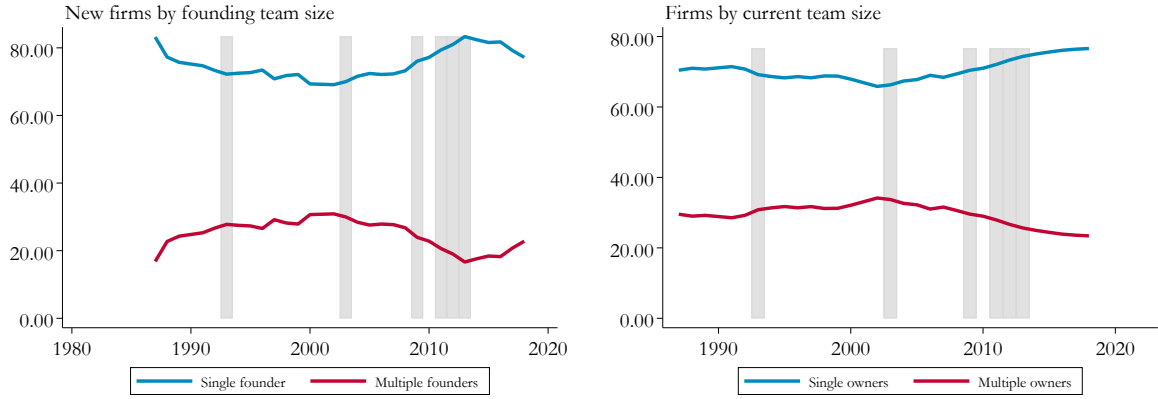 New firms by founding team size
80.00
60.00
40.00
20.00
0.00
1980 1990 2000 2010 2020
Single founder Multiple founders
Firms by current team size
80.00
60.00
40.00
20.00
0.00
1990 2000 2010 2020
Single owners Multiple owners